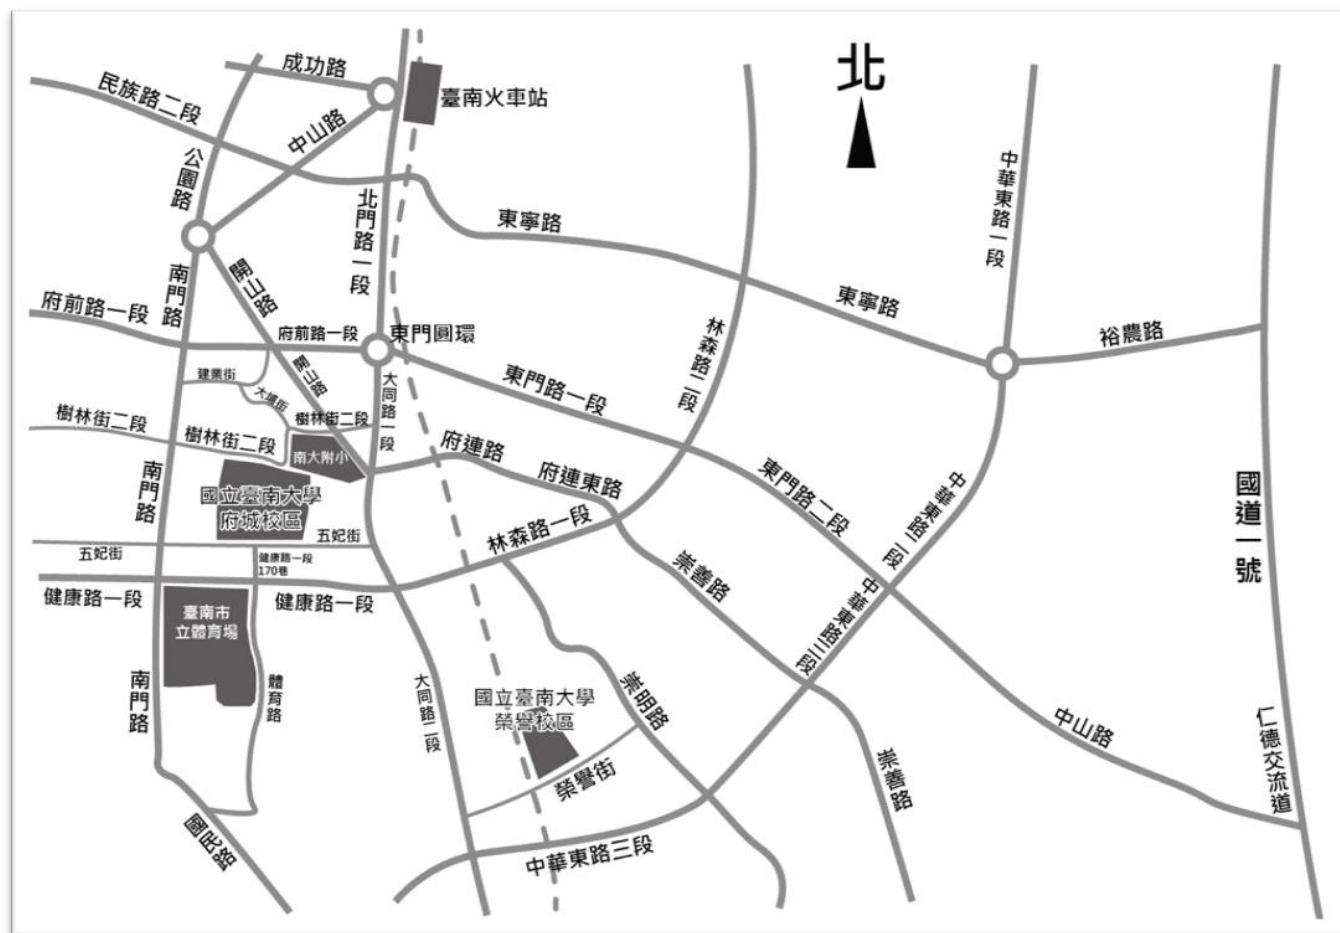 成功路
北
民族路二段
臺南火車站
中山路
公園路
中華東路一段
北門路一段
東寧路
開山路
南門路
府前路一段
東寧路
府前路一段
東門圓環
林森路二段
裕農路
建業街
開山路
大同路一段
東門路一段
大埔街
樹林街二段
樹林街二段
樹林街二段
府連路
南大附小
府連東路
東門路二段
中華東路二段
國道一號
南門路
國立臺南大學
府城校區
林森路一段
五妃街
五妃街
健康路一段
170巷
崇善路
中華東路三段
健康路一段
健康路一段
臺南市
立體育場
南門路
體育路
大同路二段
國立臺南大學
榮譽校區
崇明路
中山路
仁德交流道
崇善路
榮譽街
國民路
中華東路三段